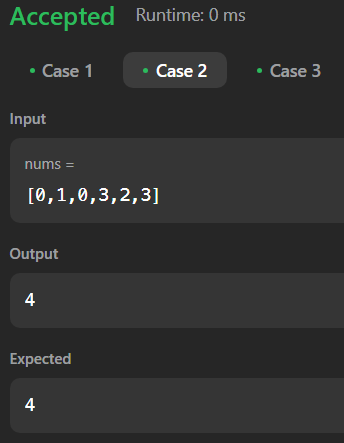 Accepted Runtime: 0 ms
• Case 1 • Case 2 • Case 3
Input
nums =
[0,1,0,3,2,3]
Output
4
Expected
4